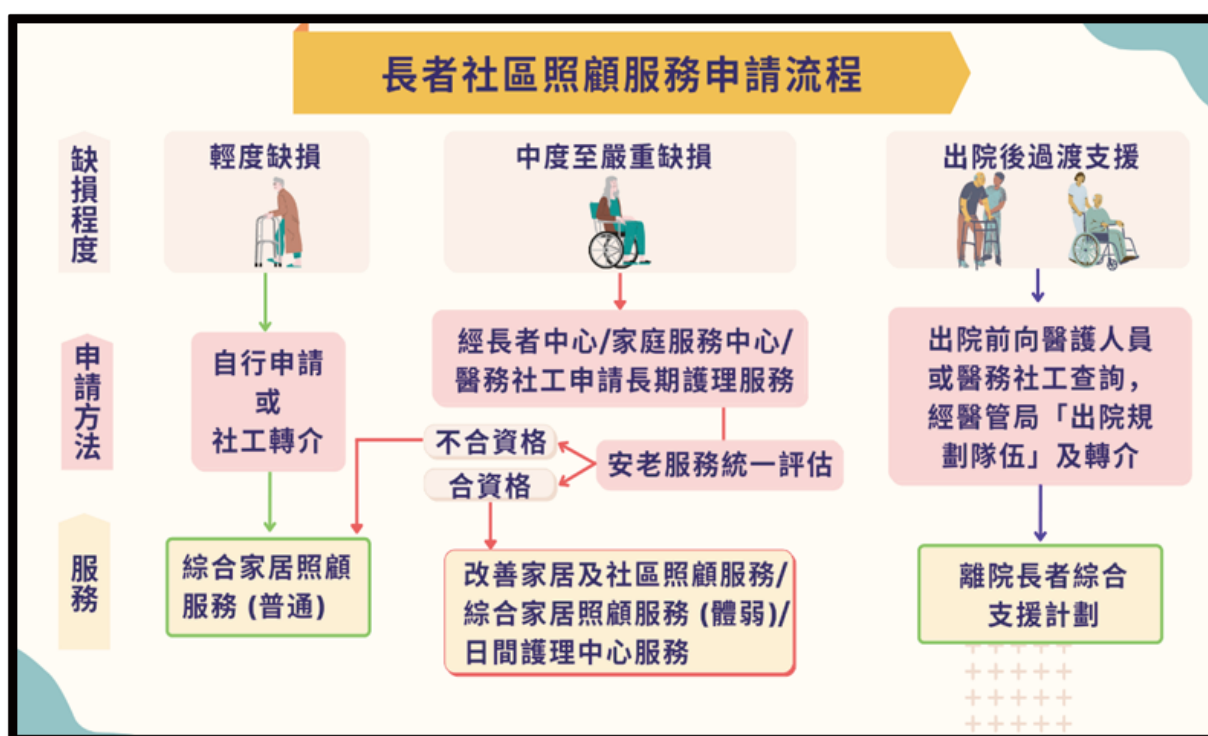 長者社區照顧服務申請流程
缺損程度
輕度缺損
中度至嚴重缺損
出院後過渡支援
申請方法
自行申請
或
社工轉介
經長者中心/家庭服務中心/
醫務社工申請長期護理服務
不合資格
合資格
安老服務統一評估
出院前向醫護人員
或醫務社工查詢,
經醫管局「出院規
劃隊伍」及轉介
服務
綜合家居照顧
服務 (普通)
改善家居及社區照顧服務/
綜合家居照顧服務 (體弱)/
日間護理中心服務
離院長者綜合
支援計劃